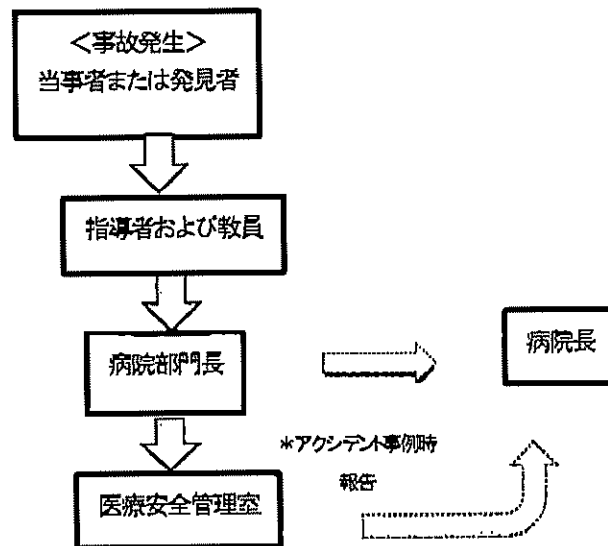 ＜事故発生＞
当事者または発見者
指導者および教員
病院部門長
病院長
＊アクシデント事例時
報告
医療安全管理室